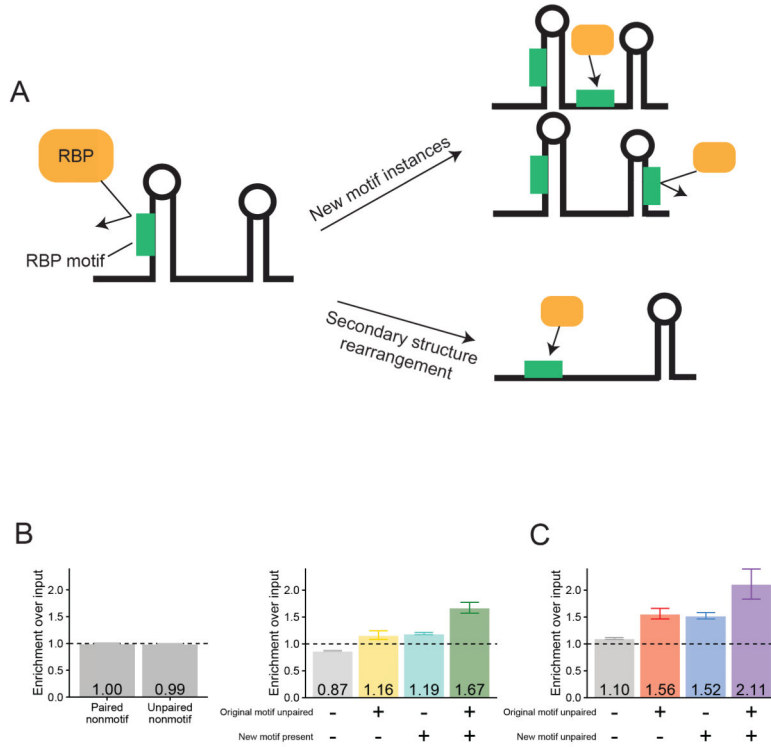 A
RBP
RBP motif
New motif instances
Secondary structure
rearrangement
B
Enrichment over input
2.0
1.5
1.0
0.5
0.0
1.00
0.99
Paired
nonmotif
Unpaired
nonmotif
Enrichment over input
2.0
1.5
1.0
0.5
0.0
0.87
1.16
1.19
1.67
Original motif unpaired - + - +
New motif present - - + +
C
Enrichment over input
2.0
1.5
1.0
0.5
0.0
1.10
1.56
1.52
2.11
Original motif unpaired - + - +
New motif unpaired - - + +